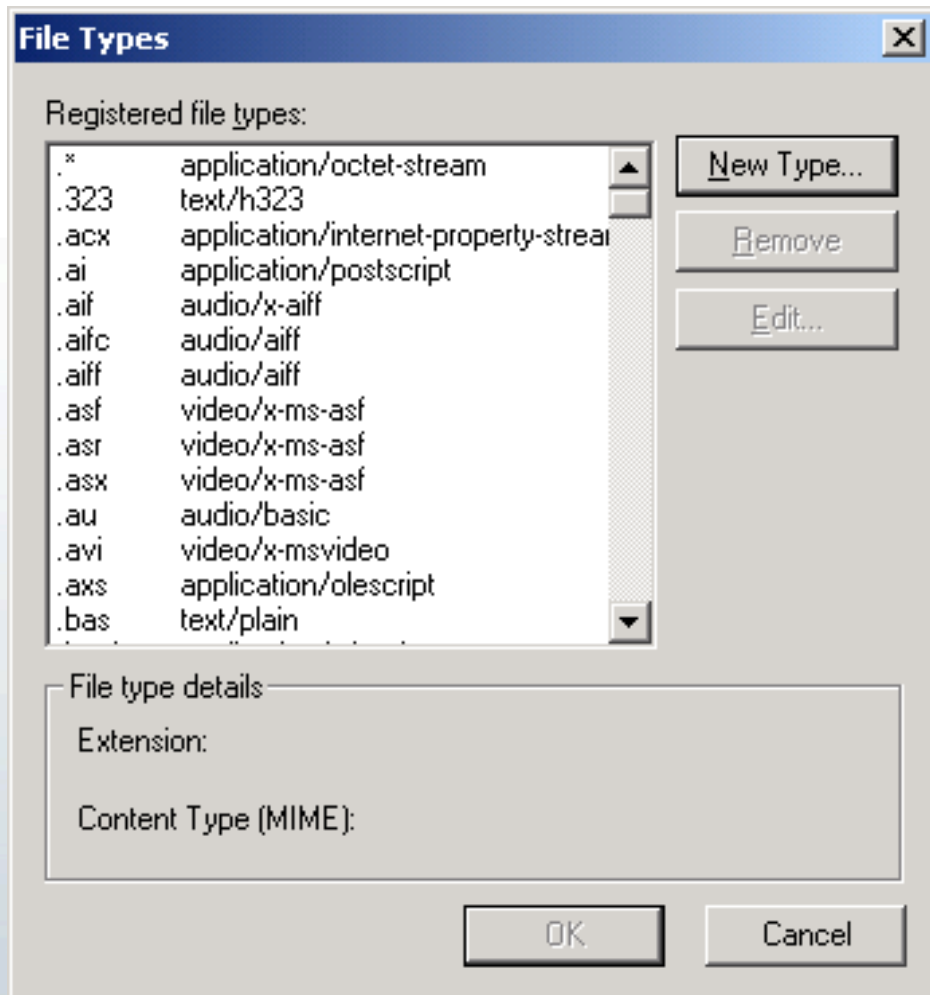 File Types
Registered file types:
.* application/octet-stream
.323 text/h323
.acx application/internet-property-strea
.ai application/postscript
.aif audio/x-aiff
.aifc audio/aiff
.aiff audio/aiff
.asf video/x-ms-asf
.asr video/x-ms-asf
.asx video/x-ms-asf
.au audio/basic
.avi video/x-msvideo
.axs application/olescript
.bas text/plain
New Type...
Remove
Edit...
File type details
Extension:
Content Type (MIME):
OK Cancel